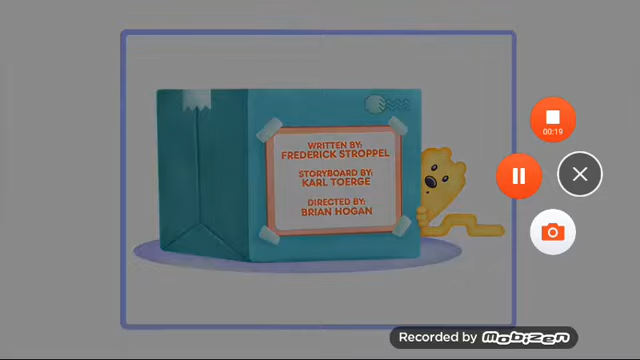 WRITTEN BY:
FREDERICK STROPPEL
STORYBOARD BY:
KARL TOERGE
DIRECTED BY:
BRIAN HOGAN
00:19
Recorded by mobizen